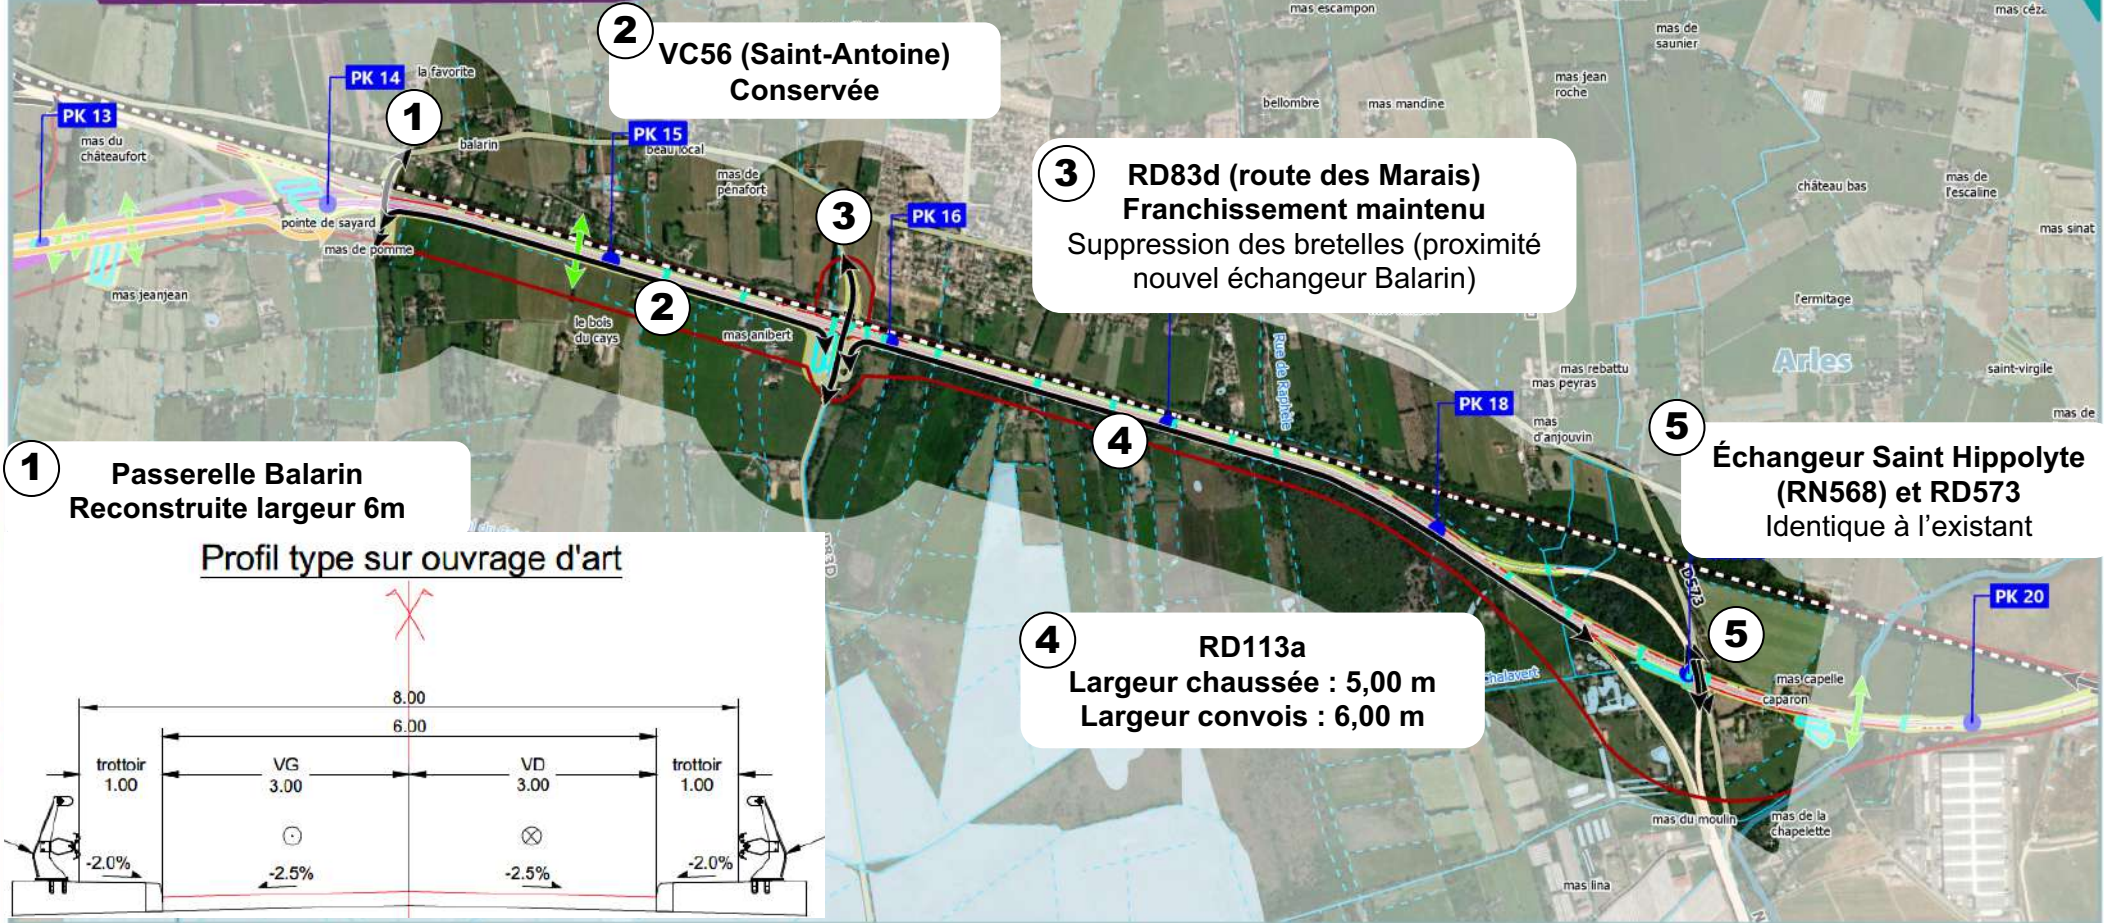 mas escampon
mas de
saunier
2
VC56 (Saint-Antoine)
Conservée
PK 14
la favorite
1
PK 13
mas du
châteaufort
balarin
PK 15
beau local
mas de
pénafort
bellombre
mas mandine
mas jean
roche
3
RD83d (route des Marais)
Franchissement maintenu
Suppression des bretelles (proximité
nouvel échangeur Balarin)
château bas
mas de
l'escaline
mas sinat
pointe de sayard
mas de pomme
mas jeanjean
3
PK 16
2
le bois
du cays
mas anibert
l'ermitage
Rue de Raphèle
mas rebattu
mas peyras
Arles
saint-virgile
mas de
PK 18
mas
d'anjouvin
4
5
Échangeur Saint Hippolyte
(RN568) et RD573
Identique à l'existant
1
Passerelle Balarin
Reconstruite largeur 6m
D83D
D573
PK 20
Profil type sur ouvrage d'art
8.00
6.00
trottoir
1.00
VG
3.00
VD
3.00
trottoir
1.00
-2.0%
-2.5%
-2.5%
-2.0%
4
RD113a
Largeur chaussée : 5,00 m
Largeur convois : 6,00 m
chalavert
5
mas capelle
caparon
mas du moulin
mas de la
chapelette
mas lina